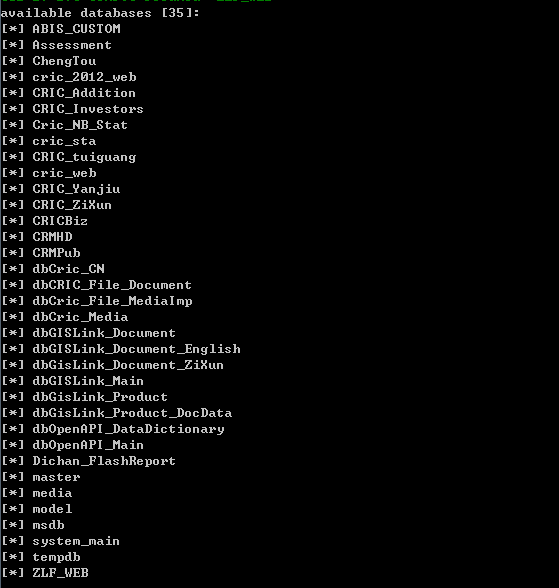 available databases [35]:
[*] ABIS_CUSTOM
[*] Assessment
[*] ChengTou
[*] cric_2012_web
[*] CRIC_Addition
[*] CRIC_Investors
[*] Cric_NB_Stat
[*] cric_sta
[*] CRIC_tuiguang
[*] cric_web
[*] CRIC_Yanjiu
[*] CRIC_ZiXun
[*] CRICBiz
[*] CRMHD
[*] CRMPub
[*] dbCric_CN
[*] dbCRIC_File_Document
[*] dbCric_File_MediaImp
[*] dbCric_Media
[*] dbGISLink_Document
[*] dbGISLink_Document_English
[*] dbGisLink_Document_ZiXun
[*] dbGISLink_Main
[*] dbGisLink_Product
[*] dbGisLink_Product_DocData
[*] dbOpenAPI_DataDictionary
[*] dbOpenAPI_Main
[*] Dichan_FlashReport
[*] master
[*] media
[*] model
[*] msdb
[*] system_main
[*] tempdb
[*] ZLF_WEB